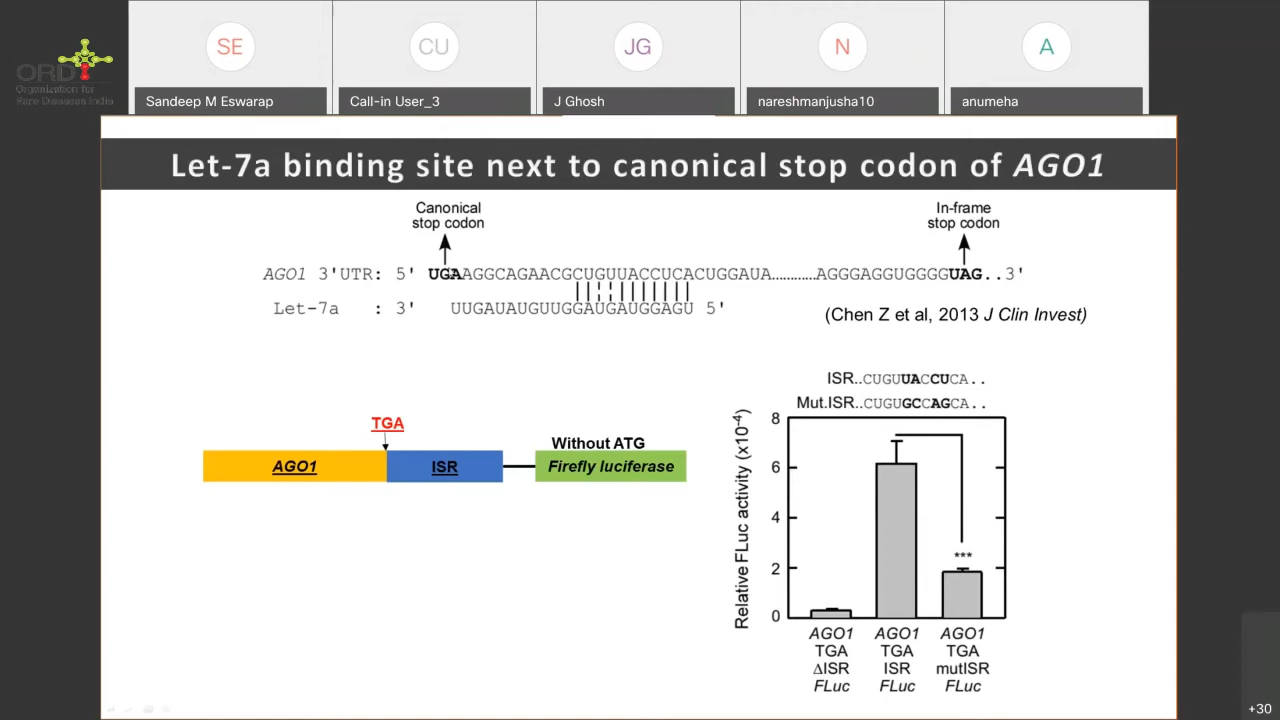 SE
CU
JG
N
A
ORDI
Organization for
Rare Diseases India
Sandeep M Eswarap
Call-in User_3
J Ghosh
nareshmanjusha10
anumeha
Let-7a binding site next to canonical stop codon of AGO1
Canonical
stop codon
In-frame
stop codon
AGO1 3'UTR: 5' UGAAGGCAGAACGCUGUUACCUCACUGGAUA...........AGGGAGGUGGGGUAG..3'
Let-7a : 3' UUGAUAUGUUGGAUGAUGGAGU 5'
(Chen Z et al, 2013 J Clin Invest)
ISR..CUGUUACCUCA..
Mut.ISR..CUGUGCCAGCA..
TGA
Without ATG
AGO1
ISR
Firefly luciferase
Relative FLuc activity (x10-4)
8
6
4
2
0
***
AGO1 AGO1 AGO1
TGA TGA TGA
ΔISR ISR mutISR
FLuc FLuc FLuc
+30